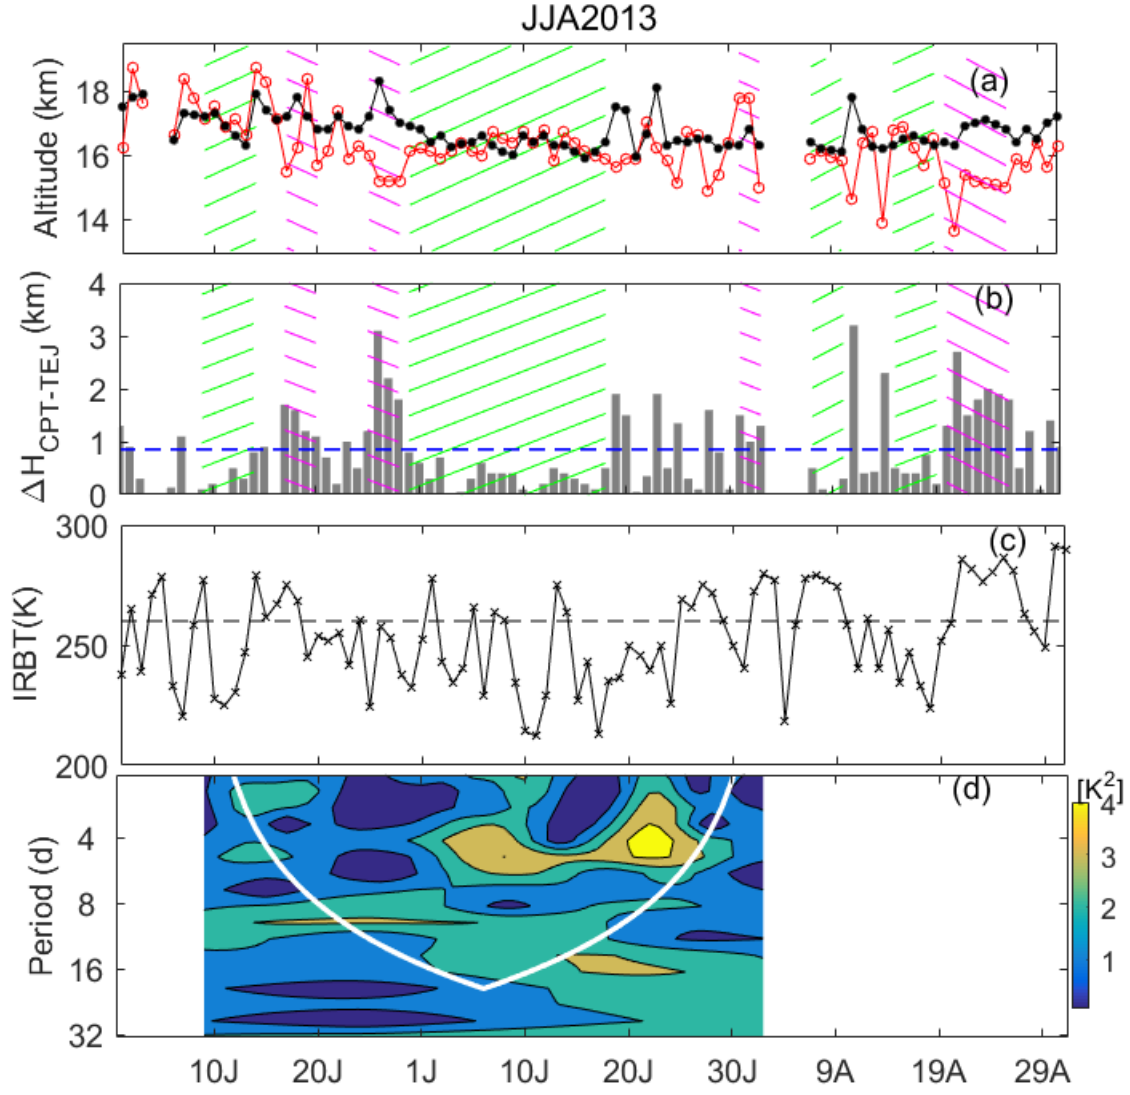 JJA2013
(a)
Altitude (km)
18
16
14
(b)
ΔH_CPT-TEJ (km)
4
3
2
1
0
(c)
IRBT(K)
300
250
200
(d)
Period (d)
4
8
16
32
[K²]
4
3
2
1
10J 20J 1J 10J 20J 30J 9A 19A 29A